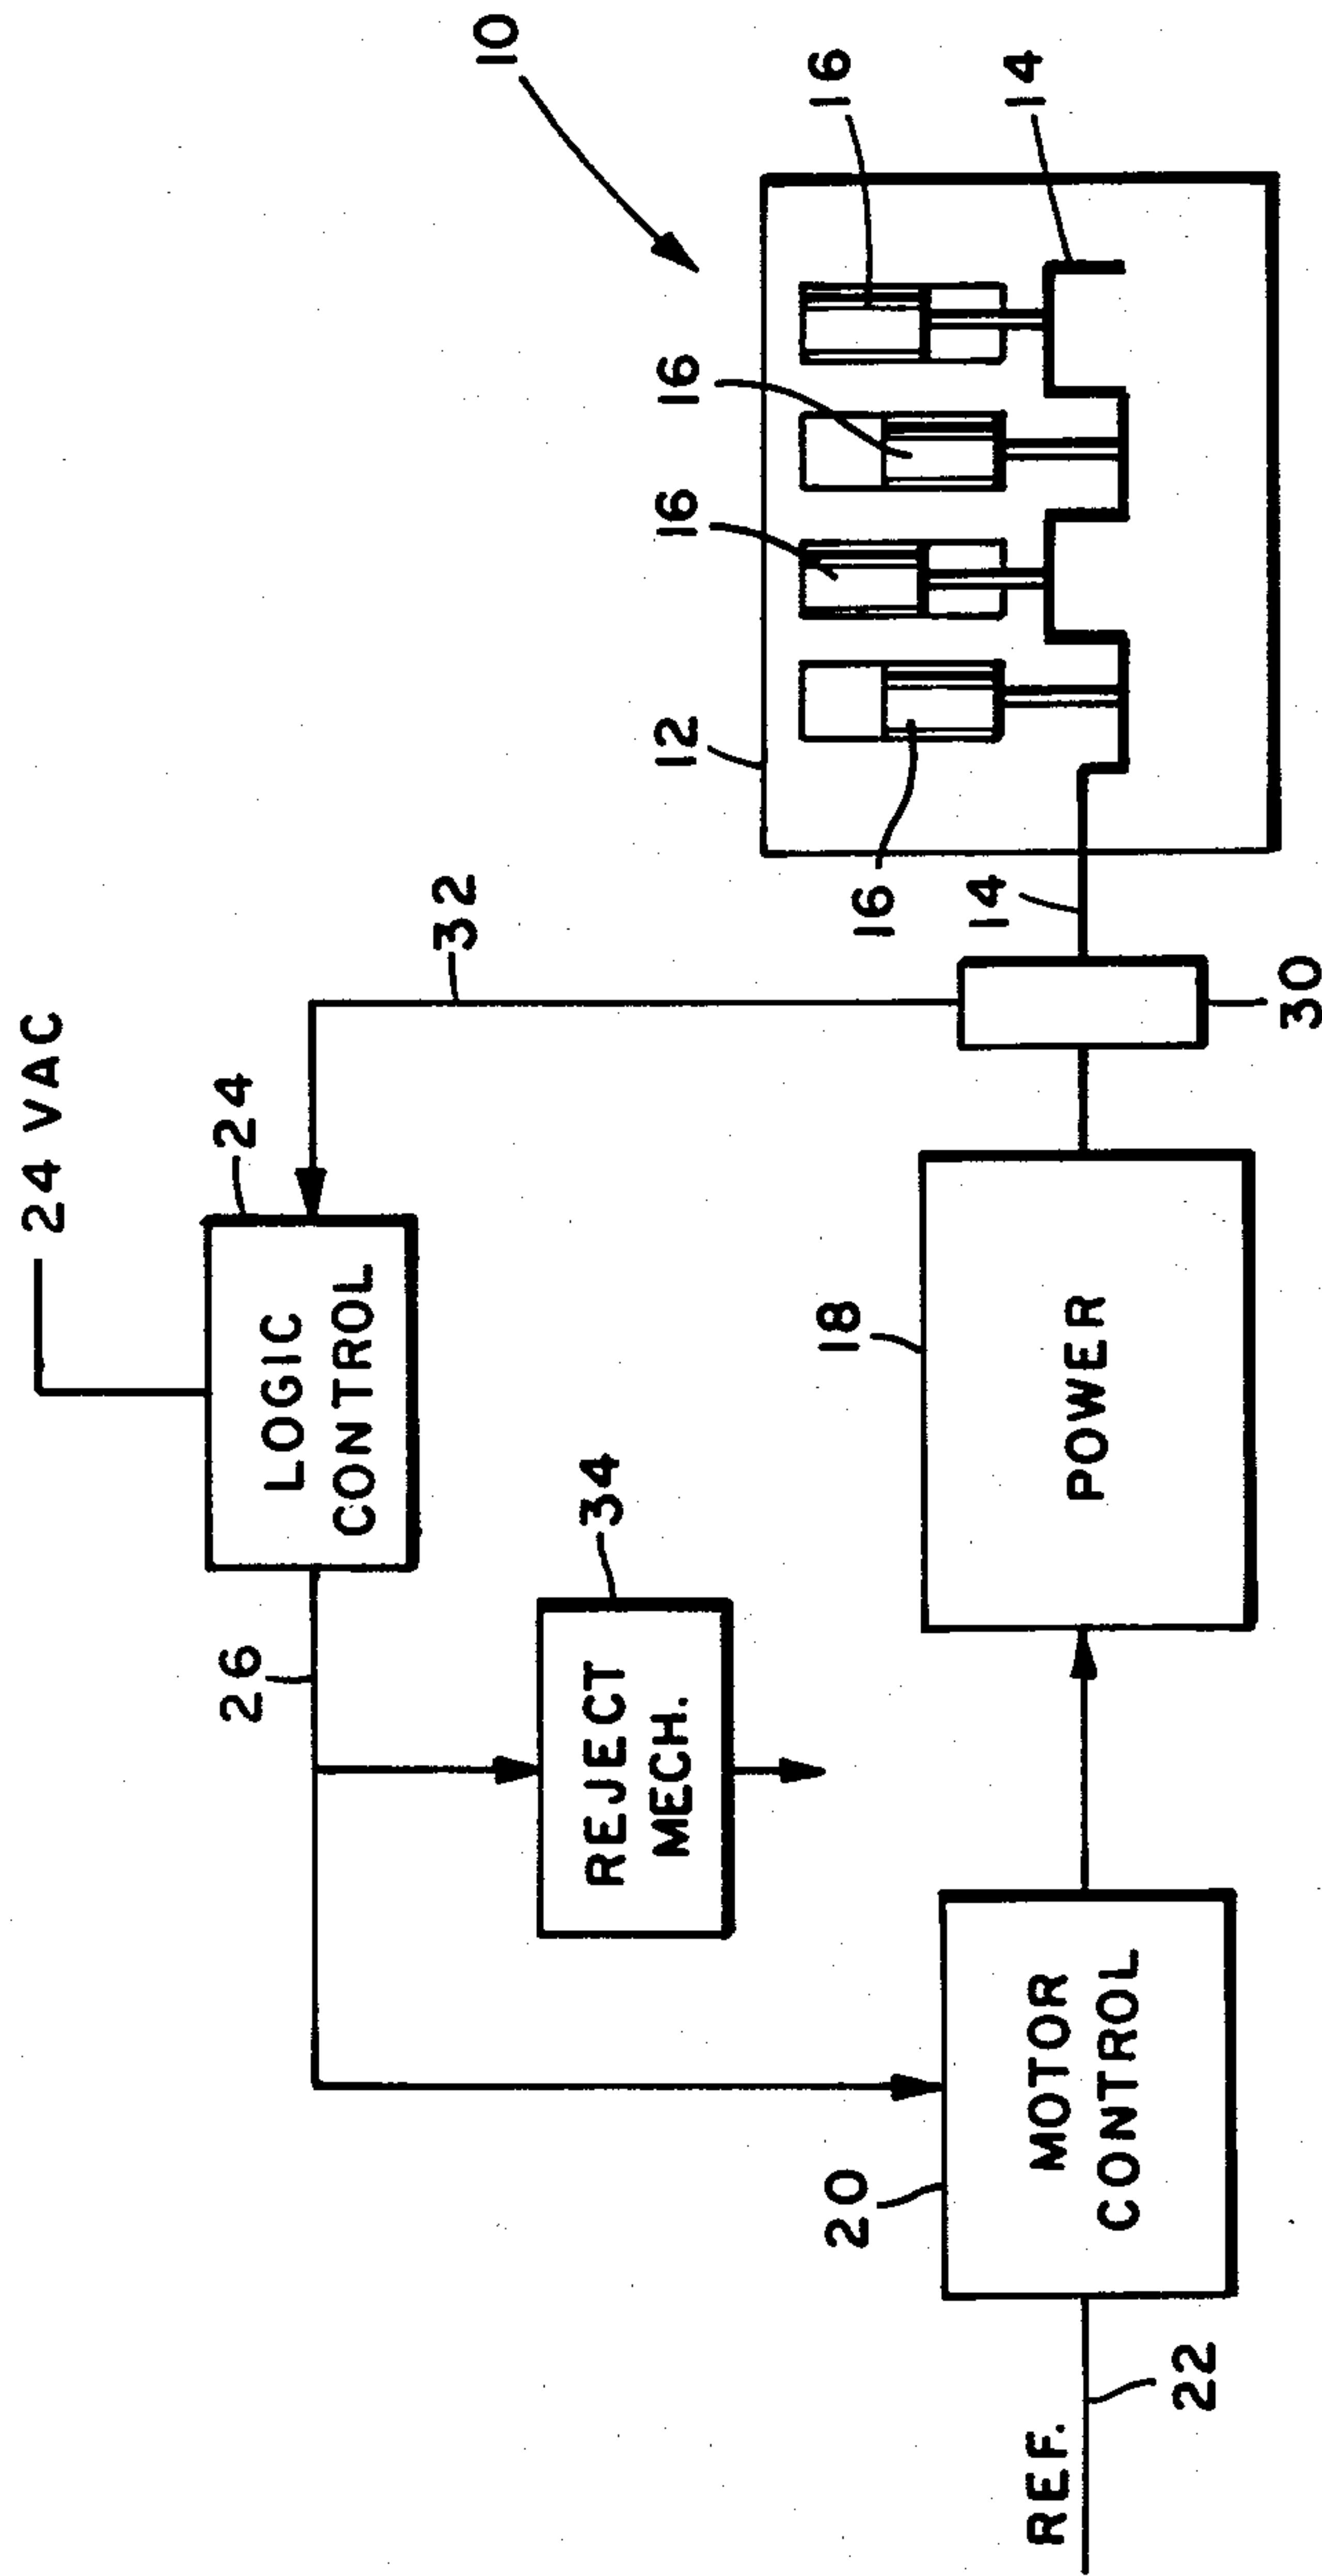 24 VAC
24
LOGIC
CONTROL
26
32
10
REJECT
MECH.
34
12
16
16
16
16
14
14
18
POWER
30
20
MOTOR
CONTROL
REF.
22